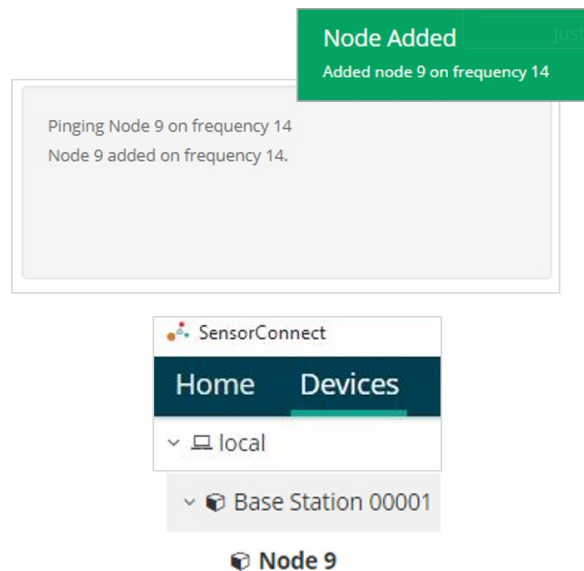 Node Added
Just
Added node 9 on frequency 14
Pinging Node 9 on frequency 14
Node 9 added on frequency 14.
SensorConnect
Home Devices
local
Base Station 00001
Node 9